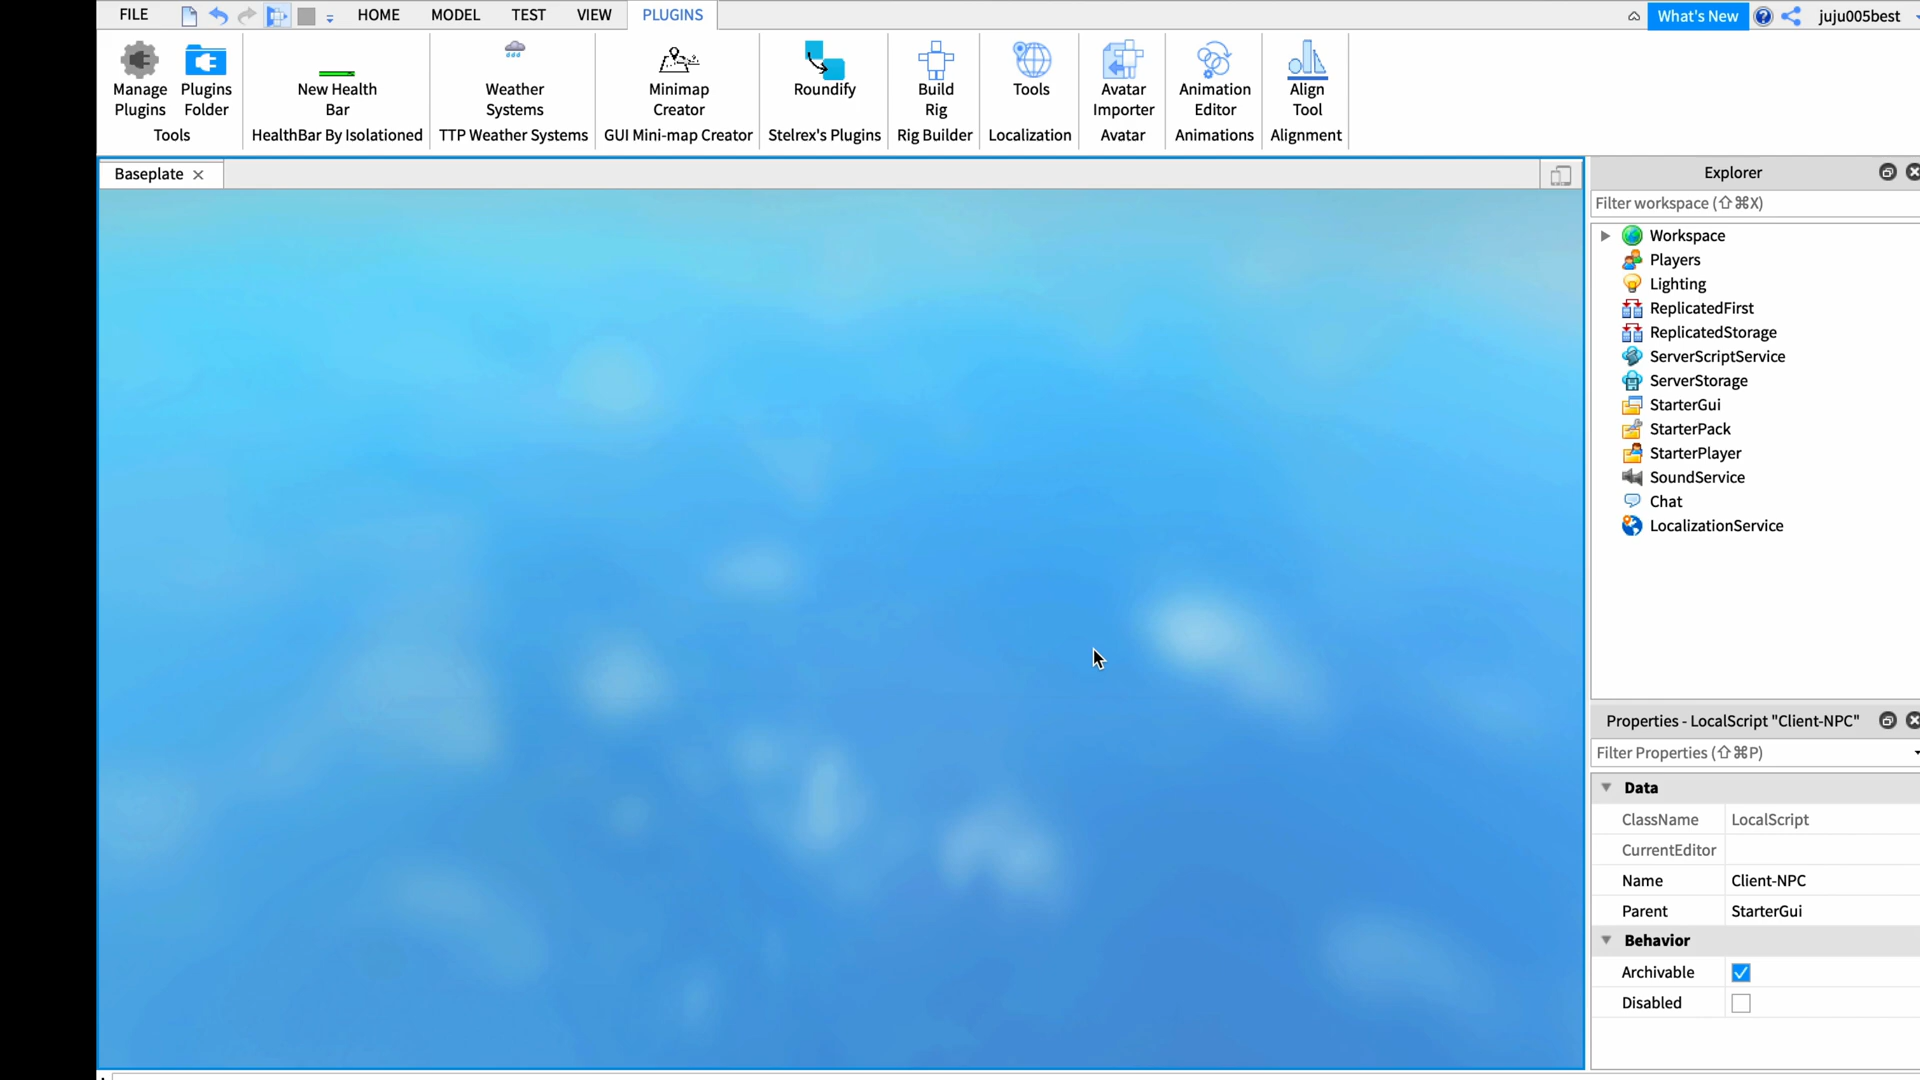 FILE HOME MODEL TEST VIEW PLUGINS What's New juju005best
Manage Plugins
Plugins Folder
Tools
New Health Bar
HealthBar By Isolationed
Weather Systems
TTP Weather Systems
Minimap Creator
GUI Mini-map Creator
Roundify
Stelrex's Plugins
Build Rig
Rig Builder
Tools
Localization
Avatar Importer
Avatar
Animation Editor
Animations
Align Tool
Alignment
Baseplate
Explorer
Filter workspace (⇧⌘X)
Workspace
Players
Lighting
ReplicatedFirst
ReplicatedStorage
ServerScriptService
ServerStorage
StarterGui
StarterPack
StarterPlayer
SoundService
Chat
LocalizationService
Properties - LocalScript "Client-NPC"
Filter Properties (⇧⌘P)
Data
ClassName LocalScript
CurrentEditor
Name Client-NPC
Parent StarterGui
Behavior
Archivable
Disabled